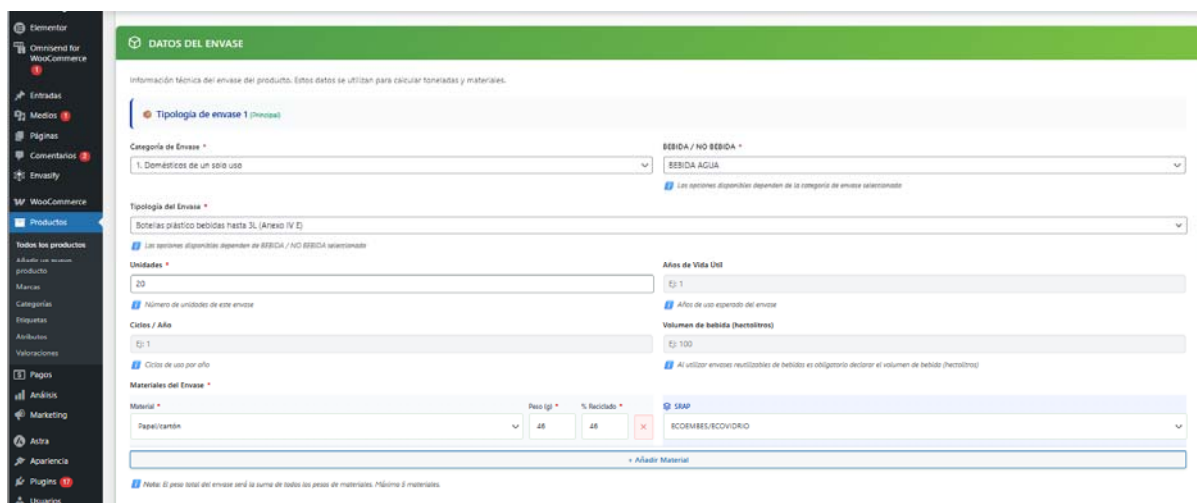 Elementor
Omnisend for
WooCommerce
1
Entradas
Medios 1
Páginas
Comentarios 3
Envasify
WooCommerce
Productos
Todos los productos
Añadir un nuevo
producto
Marcas
Categorías
Etiquetas
Atributos
Valoraciones
Pagos
Análisis
Marketing
Astra
Apariencia
Plugins 17
Usuarios
DATOS DEL ENVASE
Información técnica del envase del producto. Estos datos se utilizan para calcular toneladas y materiales.
Tipología de envase 1 (Principal)
Categoría de Envase *
BEBIDA / NO BEBIDA *
1. Domésticos de un solo uso
BEBIDA AGUA
Las opciones disponibles dependen de la categoría de envase seleccionada
Tipología del Envase *
Botellas plástico bebidas hasta 3L (Anexo IV E)
Las opciones disponibles dependen de BEBIDA / NO BEBIDA seleccionado
Unidades *
Años de Vida Útil
20
Ej: 1
Número de unidades de este envase
Años de uso esperado del envase
Ciclos / Año
Volumen de bebida (hectolitros)
Ej: 1
Ej: 100
Ciclos de uso por año
Al utilizar envases reutilizables de bebidas es obligatorio declarar el volumen de bebida (hectolitros)
Materiales del Envase *
Material *
Peso (g) *
% Reciclado *
SRAP
Papel/cartón
46
46
ECOEMBES/ECOVIDRIO
+ Añadir Material
Nota: El peso total del envase será la suma de todos los pesos de materiales. Máximo 5 materiales.